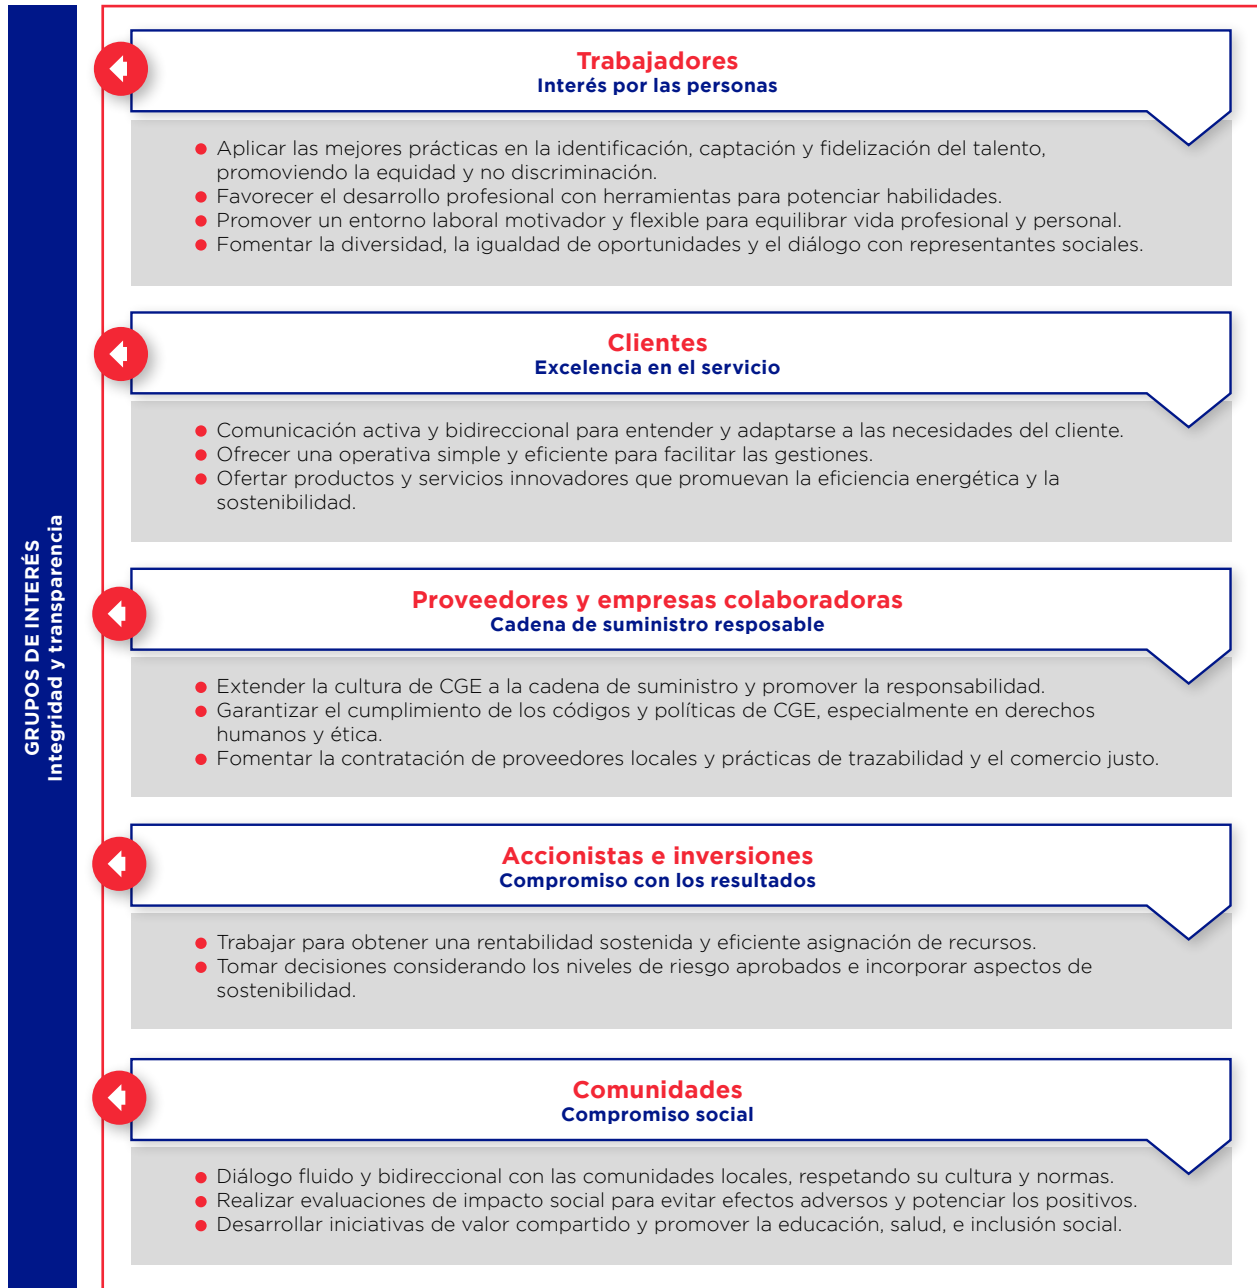 GRUPOS DE INTERÉS
Integridad y transparencia
Trabajadores
Interés por las personas
● Aplicar las mejores prácticas en la identificación, captación y fidelización del talento,
promoviendo la equidad y no discriminación.
● Favorecer el desarrollo profesional con herramientas para potenciar habilidades.
● Promover un entorno laboral motivador y flexible para equilibrar vida profesional y personal.
● Fomentar la diversidad, la igualdad de oportunidades y el diálogo con representantes sociales.
Clientes
Excelencia en el servicio
● Comunicación activa y bidireccional para entender y adaptarse a las necesidades del cliente.
● Ofrecer una operativa simple y eficiente para facilitar las gestiones.
● Ofertar productos y servicios innovadores que promuevan la eficiencia energética y la
sostenibilidad.
Proveedores y empresas colaboradoras
Cadena de suministro resposable
● Extender la cultura de CGE a la cadena de suministro y promover la responsabilidad.
● Garantizar el cumplimiento de los códigos y políticas de CGE, especialmente en derechos
humanos y ética.
● Fomentar la contratación de proveedores locales y prácticas de trazabilidad y el comercio justo.
Accionistas e inversiones
Compromiso con los resultados
● Trabajar para obtener una rentabilidad sostenida y eficiente asignación de recursos.
● Tomar decisiones considerando los niveles de riesgo aprobados e incorporar aspectos de
sostenibilidad.
Comunidades
Compromiso social
● Diálogo fluido y bidireccional con las comunidades locales, respetando su cultura y normas.
● Realizar evaluaciones de impacto social para evitar efectos adversos y potenciar los positivos.
● Desarrollar iniciativas de valor compartido y promover la educación, salud, e inclusión social.